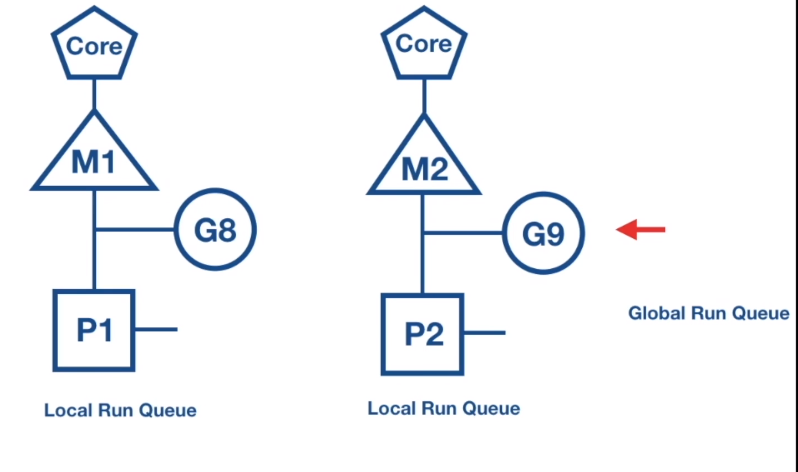 Core
Core
M1
M2
G8
G9
Global Run Queue
P1
P2
Local Run Queue
Local Run Queue